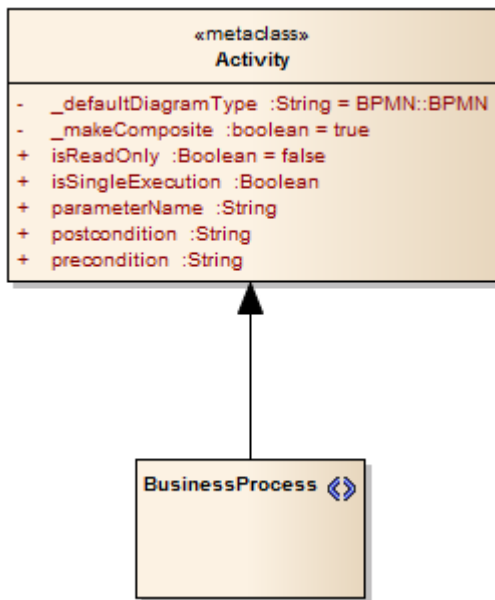 «metaclass»
Activity
- _defaultDiagramType :String = BPMN::BPMN
- _makeComposite :boolean = true
+ isReadOnly :Boolean = false
+ isSingleExecution :Boolean
+ parameterName :String
+ postcondition :String
+ precondition :String
BusinessProcess